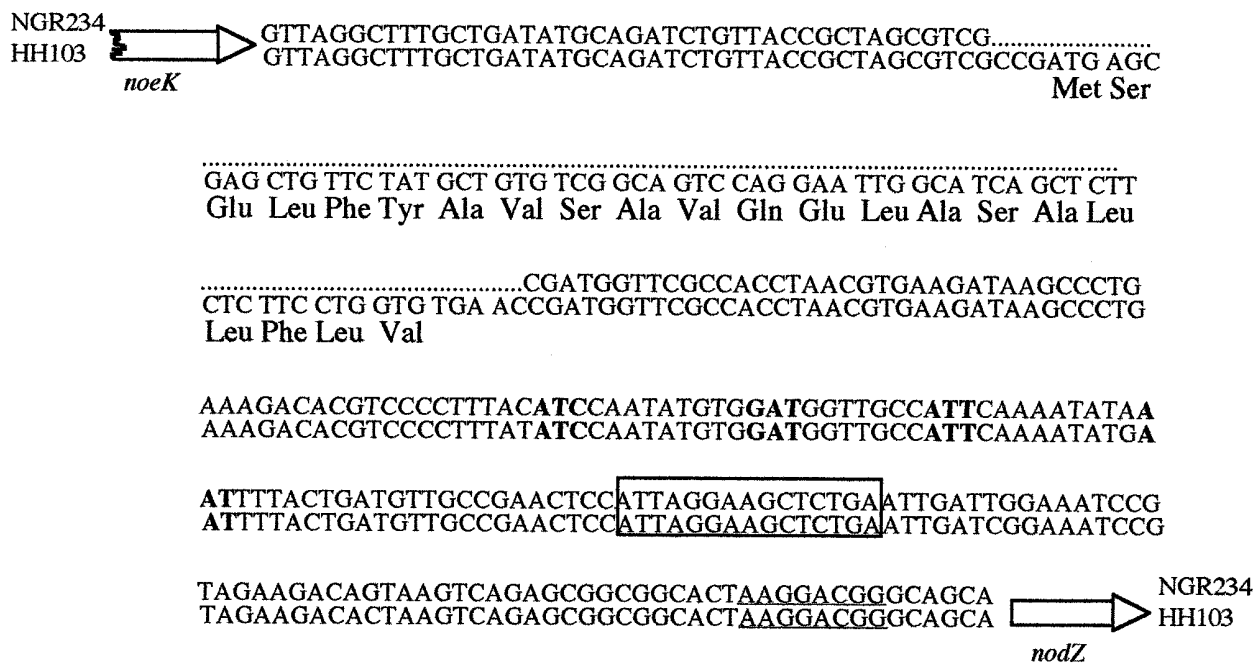 NGR234 GTTAGGCTTTGCTGATATGCAGATCTGTTACCGCTAGCGTCG............................
HH103 GTTAGGCTTTGCTGATATGCAGATCTGTTACCGCTAGCGTCGCCGATG AGC
noeK Met Ser
................................................................................
GAG CTG TTC TAT GCT GTG TCG GCA GTC CAG GAA TTG GCA TCA GCT CTT
Glu Leu Phe Tyr Ala Val Ser Ala Val Gln Glu Leu Ala Ser Ala Leu
........................................CGATGGTTCGCCACCTAACGTGAAGATAAGCCCTG
CTC TTC CTG GTG TGA ACCGATGGTTCGCCACCTAACGTGAAGATAAGCCCTG
Leu Phe Leu Val
AAAGACACGTCCCCTTTACATCCAATATGTGGATGGTTGCCATTCAAAATATAA
AAAGACACGTCCCCTTTATATCCAATATGTGGATGGTTGCCATTCAAAATATGA
ATTTTACTGATGTTGCCGAACTCCATTAGGAAGCTCTGAATTGATTGGAAATCCG
ATTTTACTGATGTTGCCGAACTCCATTAGGAAGCTCTGAATTGATCGGAAATCCG
TAGAAGACAGTAAGTCAGAGCGGCGGCACTAAGGACGGGCAGCA NGR234
TAGAAGACACTAAGTCAGAGCGGCGGCACTAAGGACGGGCAGCA HH103
nodZ